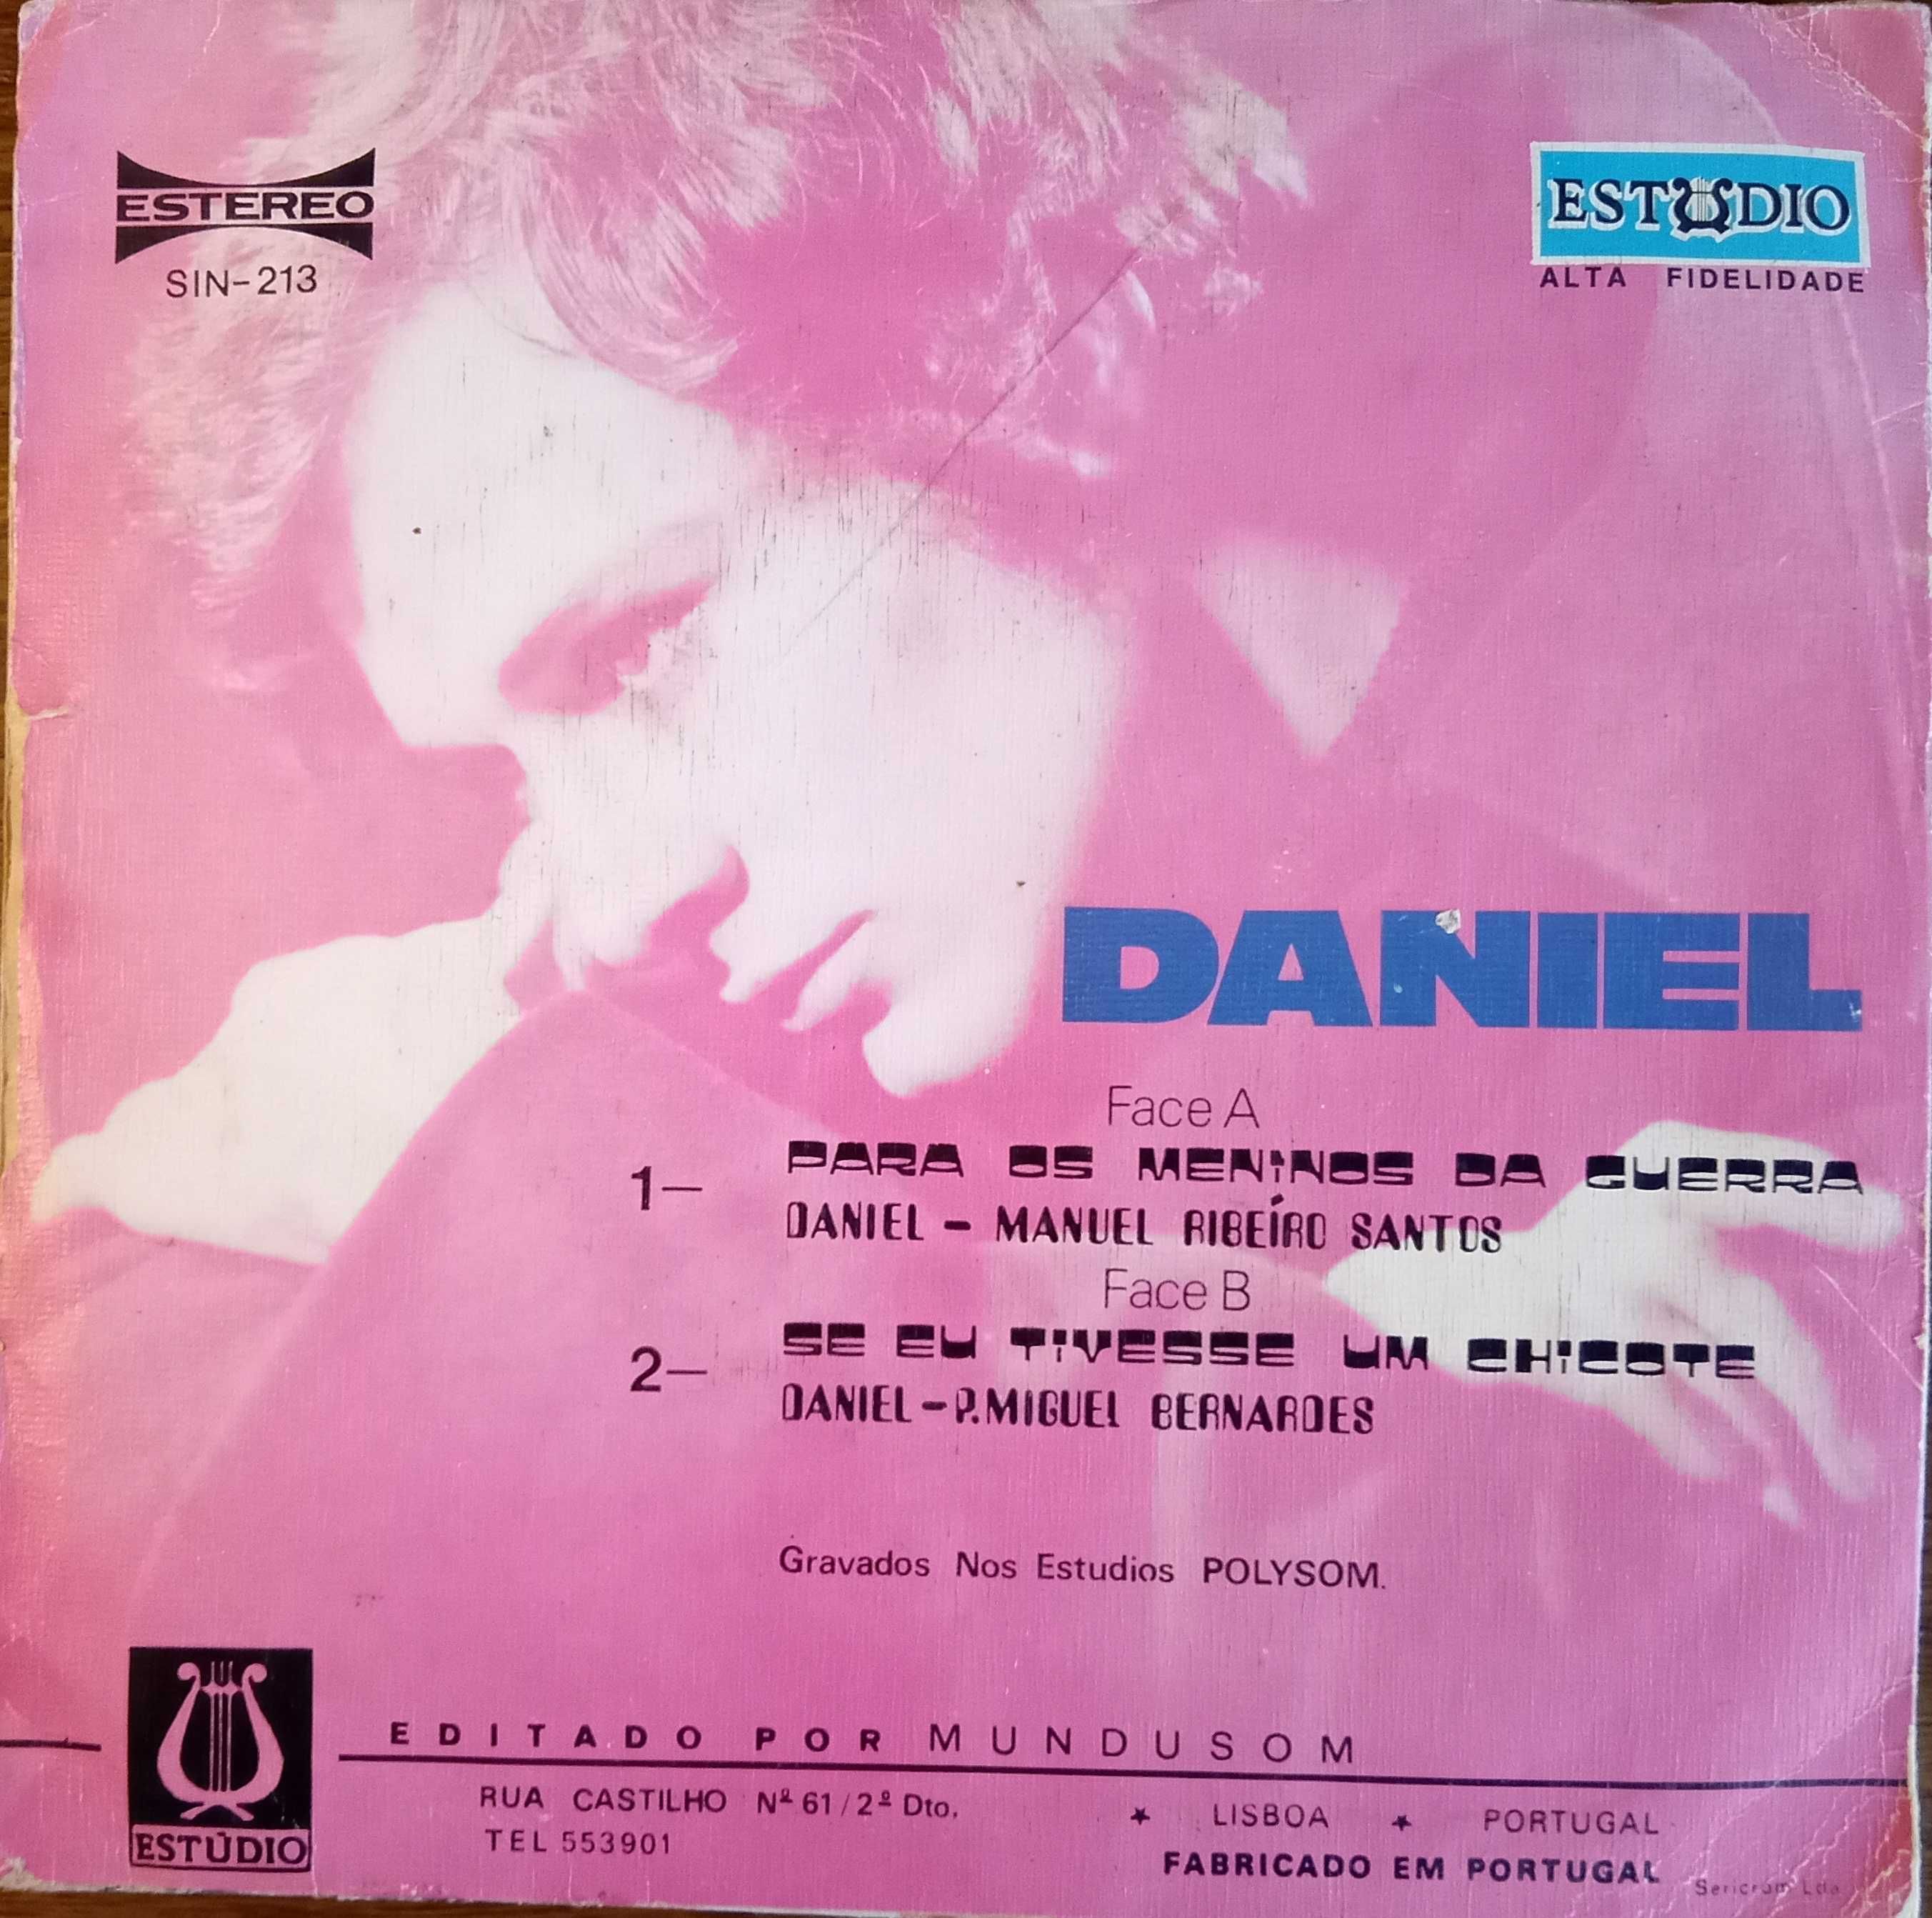 ESTEREO
SIN-213
ESTUDIO
ALTA FIDELIDADE
DANIEL
Face A
1— PARA OS MENINOS DA GUERRA
DANIEL - MANUEL RIBEÍRO SANTOS
Face B
2— SE EU TIVESSE UM CHICOTE
DANIEL-P.MIGUEL BERNARDES
Gravados Nos Estudios POLYSOM.
EDITADO POR MUNDUSOM
RUA CASTILHO Nº 61/2º Dto.
TEL 553901
★ LISBOA ★ PORTUGAL
FABRICADO EM PORTUGAL
ESTÚDIO